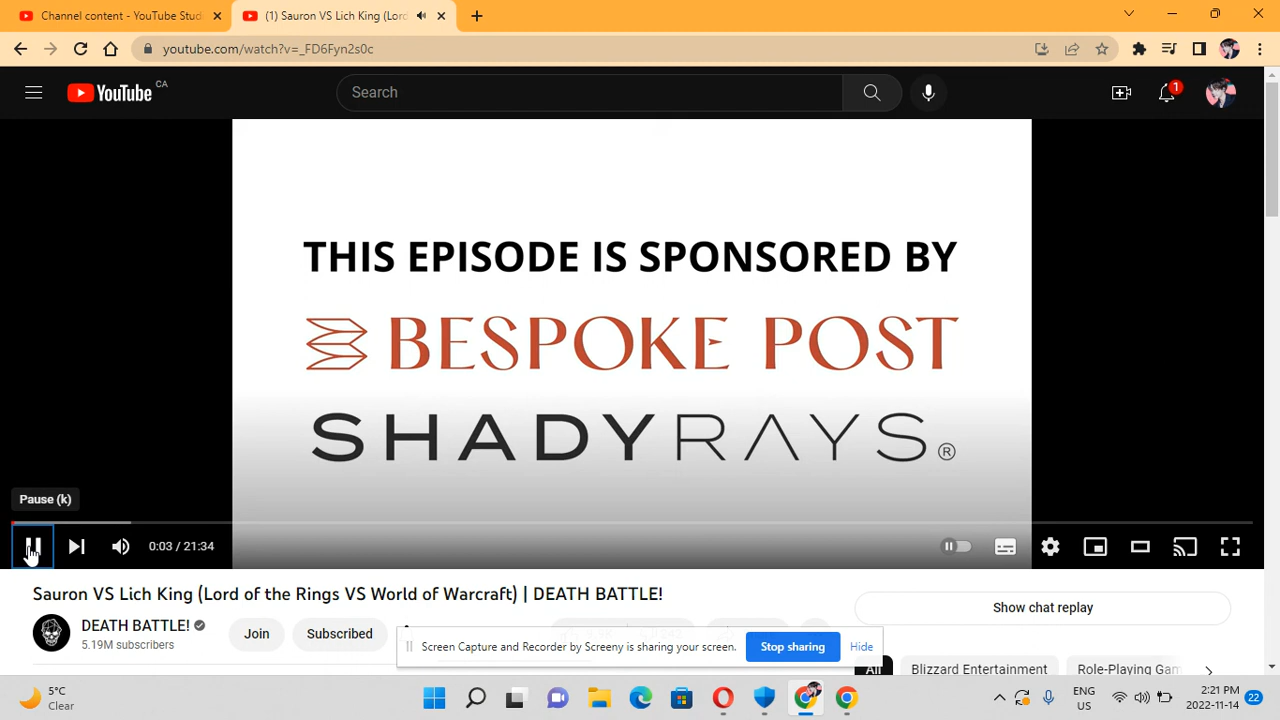 Channel content - YouTube Stud
(1) Sauron VS Lich King (Lord
youtube.com/watch?v=_FD6Fyn2s0c
YouTube CA
Search
1
THIS EPISODE IS SPONSORED BY
BESPOKE POST
SHADYRAYS®
Pause (k)
0:03 / 21:34
Sauron VS Lich King (Lord of the Rings VS World of Warcraft) | DEATH BATTLE!
DEATH BATTLE!
5.19M subscribers
Join
Subscribed
Show chat replay
Screen Capture and Recorder by Screeny is sharing your screen.
Stop sharing
Hide
All
Blizzard Entertainment
Role-Playing Gam
5°C
Clear
ENG
US
2:21 PM
2022-11-14
22